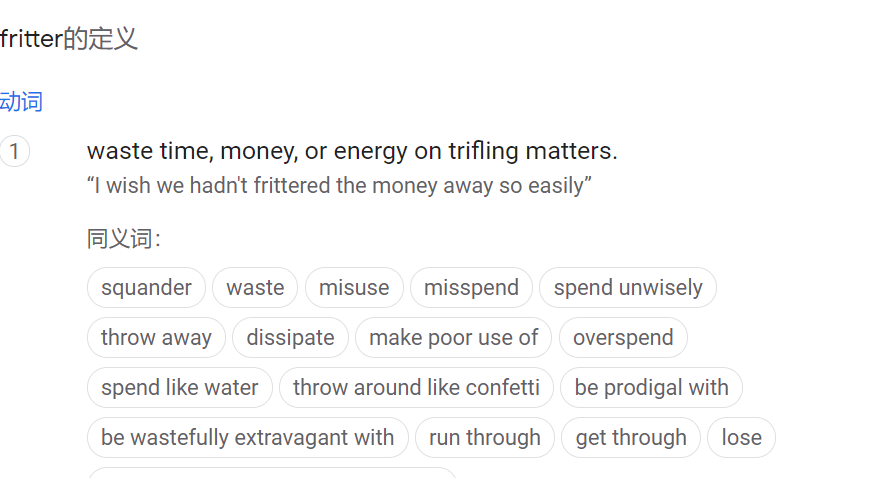 fritter的定义
动词
1 waste time, money, or energy on trifling matters.
“I wish we hadn't frittered the money away so easily”
同义词：
squander waste misuse misspend spend unwisely
throw away dissipate make poor use of overspend
spend like water throw around like confetti be prodigal with
be wastefully extravagant with run through get through lose